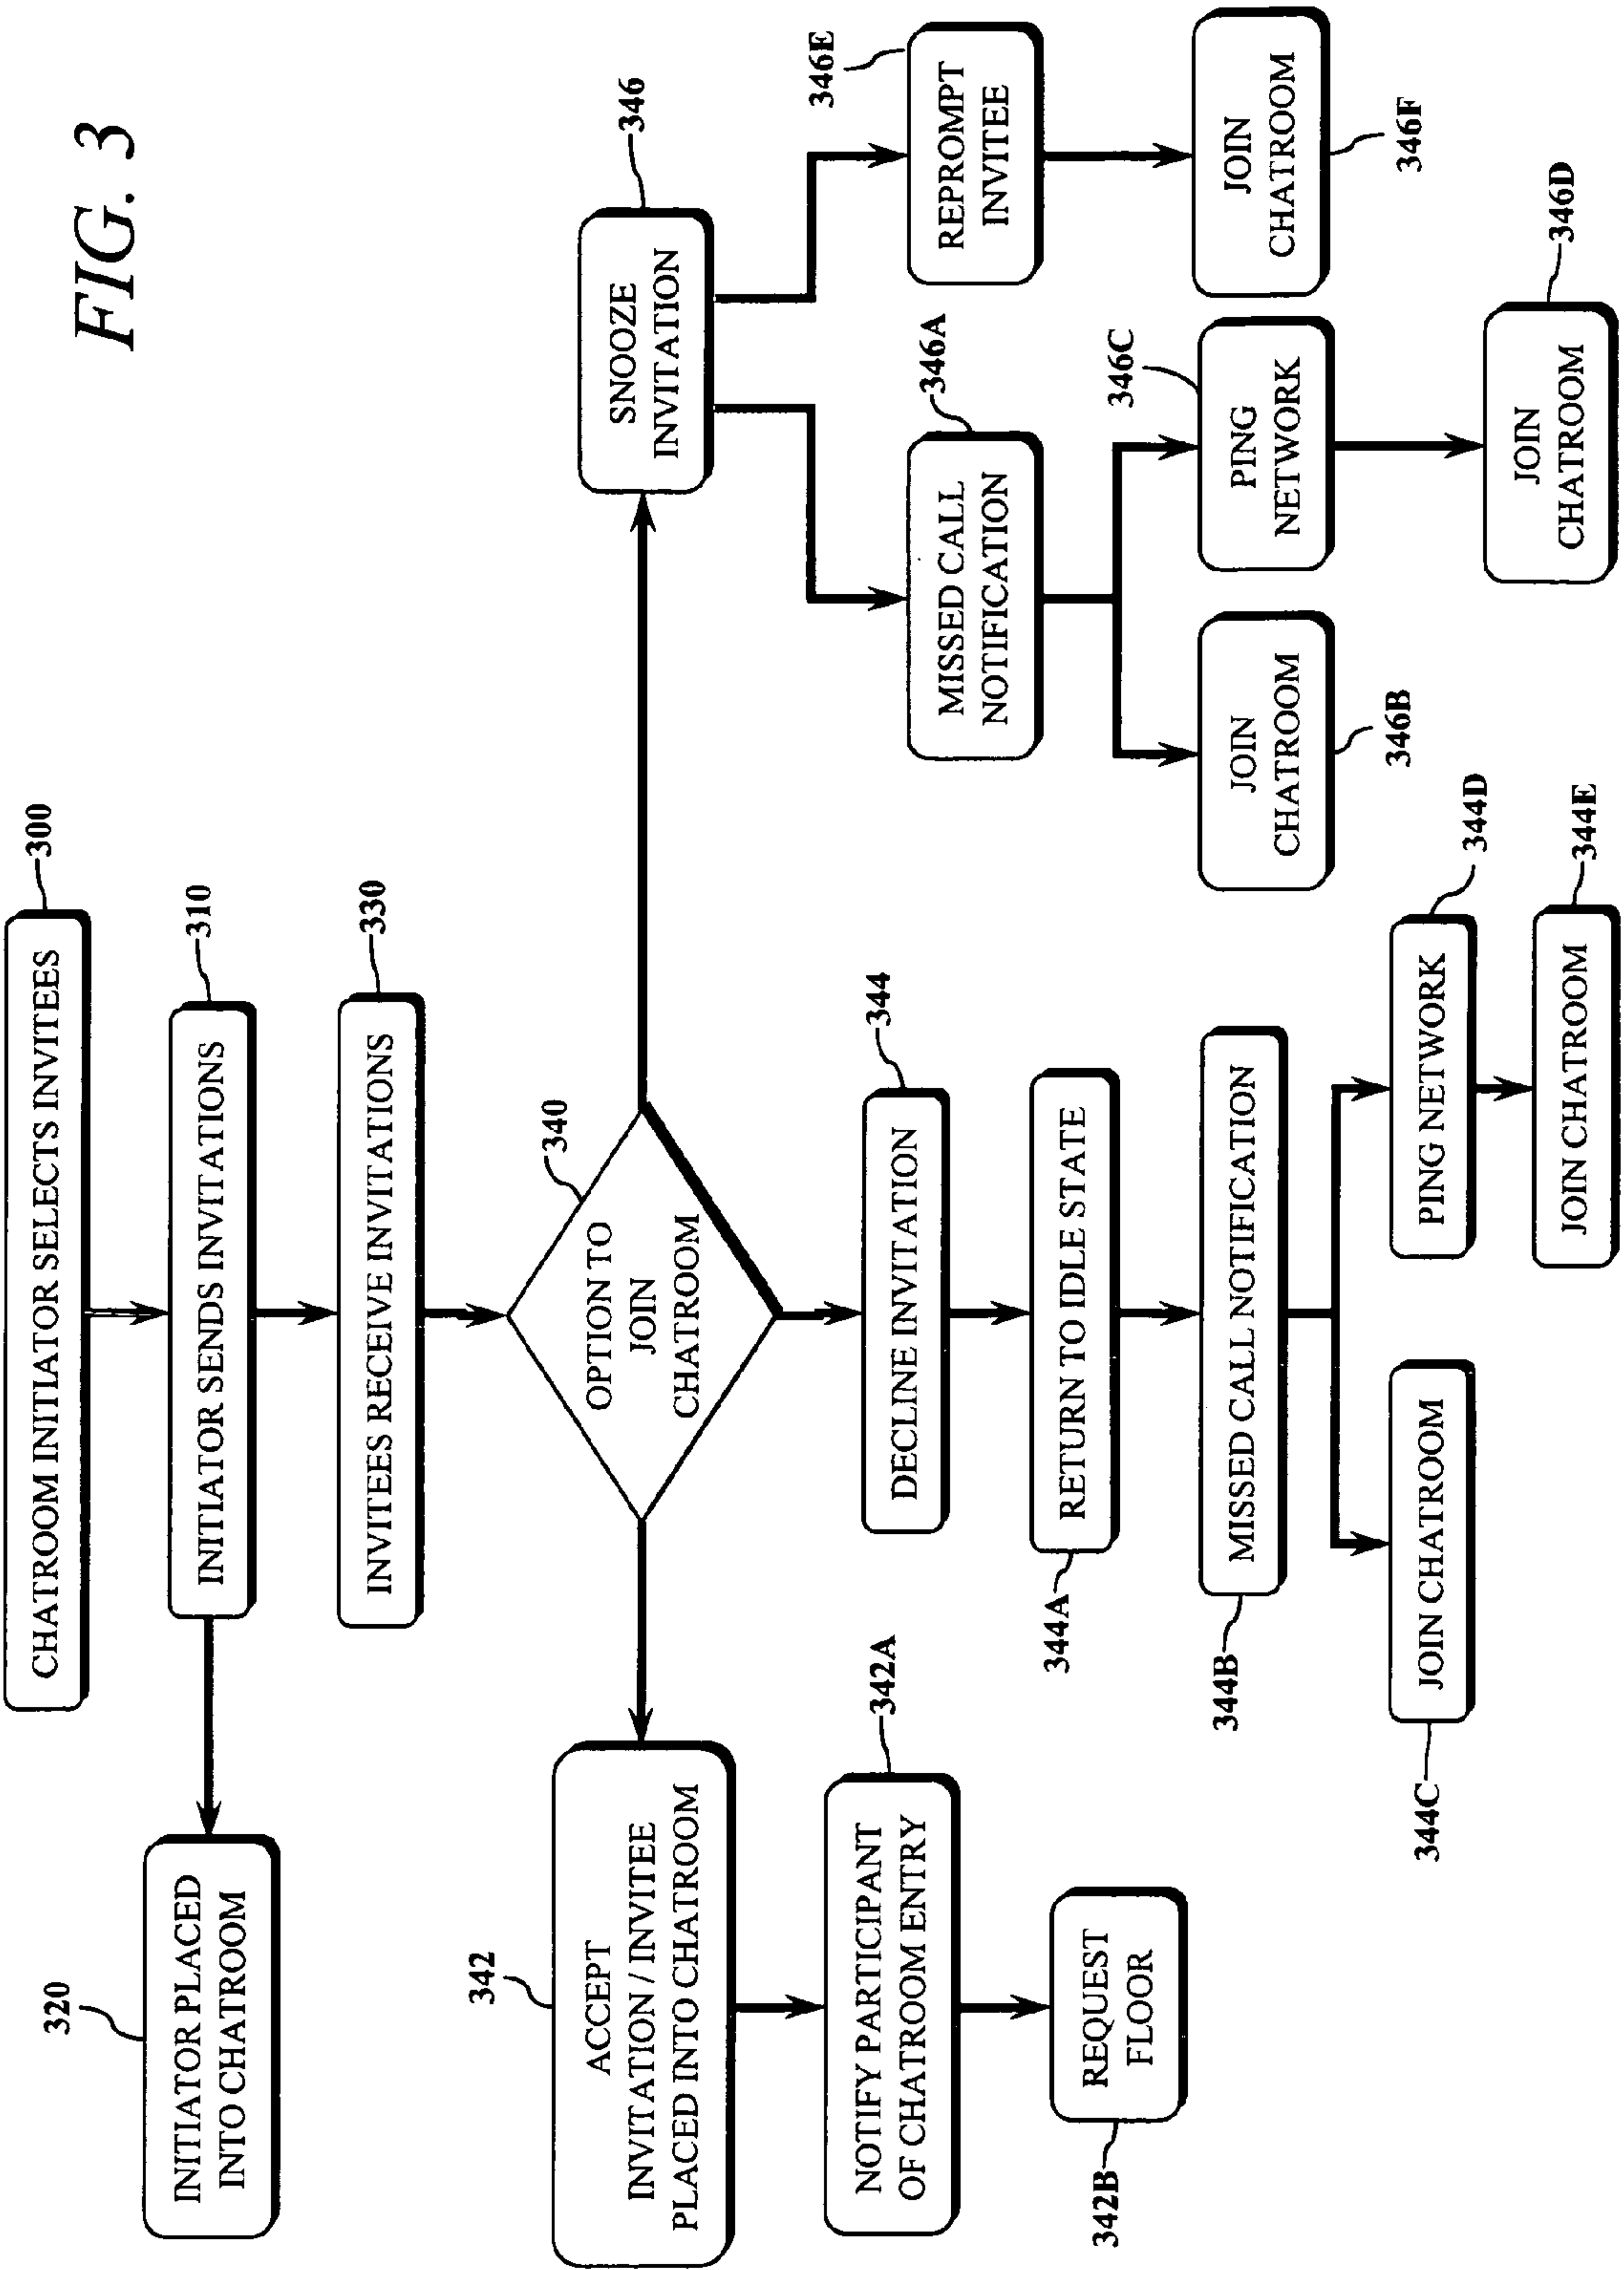 FIG. 3
300
CHATROOM INITIATOR SELECTS INVITEES
310
INITIATOR SENDS INVITATIONS
320
INITIATOR PLACED
INTO CHATROOM
330
INVITEES RECEIVE INVITATIONS
340
OPTION TO
JOIN
CHATROOM
342
ACCEPT
INVITATION / INVITEE
PLACED INTO CHATROOM
342A
NOTIFY PARTICIPANT
OF CHATROOM ENTRY
342B
REQUEST
FLOOR
344
DECLINE INVITATION
344A
RETURN TO IDLE STATE
344B
MISSED CALL NOTIFICATION
344C
JOIN CHATROOM
344D
PING NETWORK
344E
JOIN CHATROOM
346
SNOOZE
INVITATION
346A
MISSED CALL
NOTIFICATION
346B
JOIN
CHATROOM
346C
PING
NETWORK
346D
JOIN
CHATROOM
346E
REPROMPT
INVITEE
346F
JOIN
CHATROOM